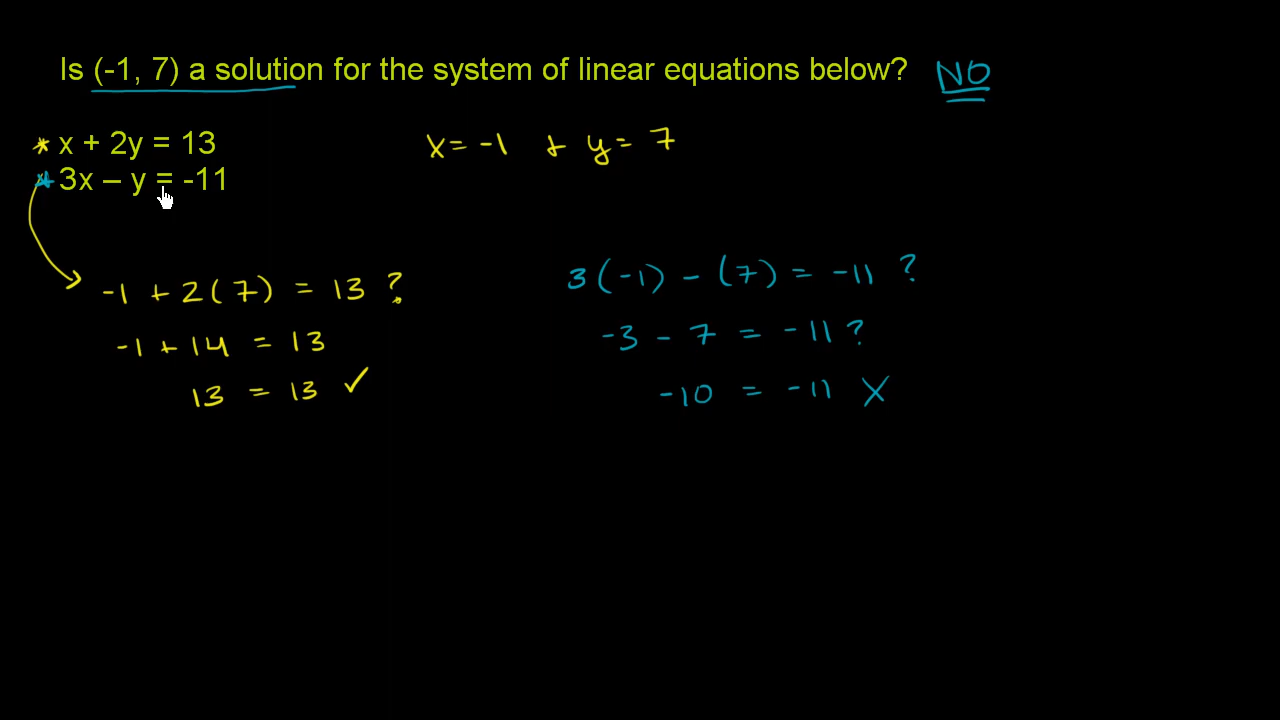 Is (-1, 7) a solution for the system of linear equations below? NO
* x + 2y = 13
x = -1 + y = 7
* 3x – y = -11
-1 + 2(7) = 13 ?
-1 + 14 = 13
13 = 13 ✓
3(-1) - (7) = -11 ?
-3 - 7 = -11 ?
-10 = -11 X